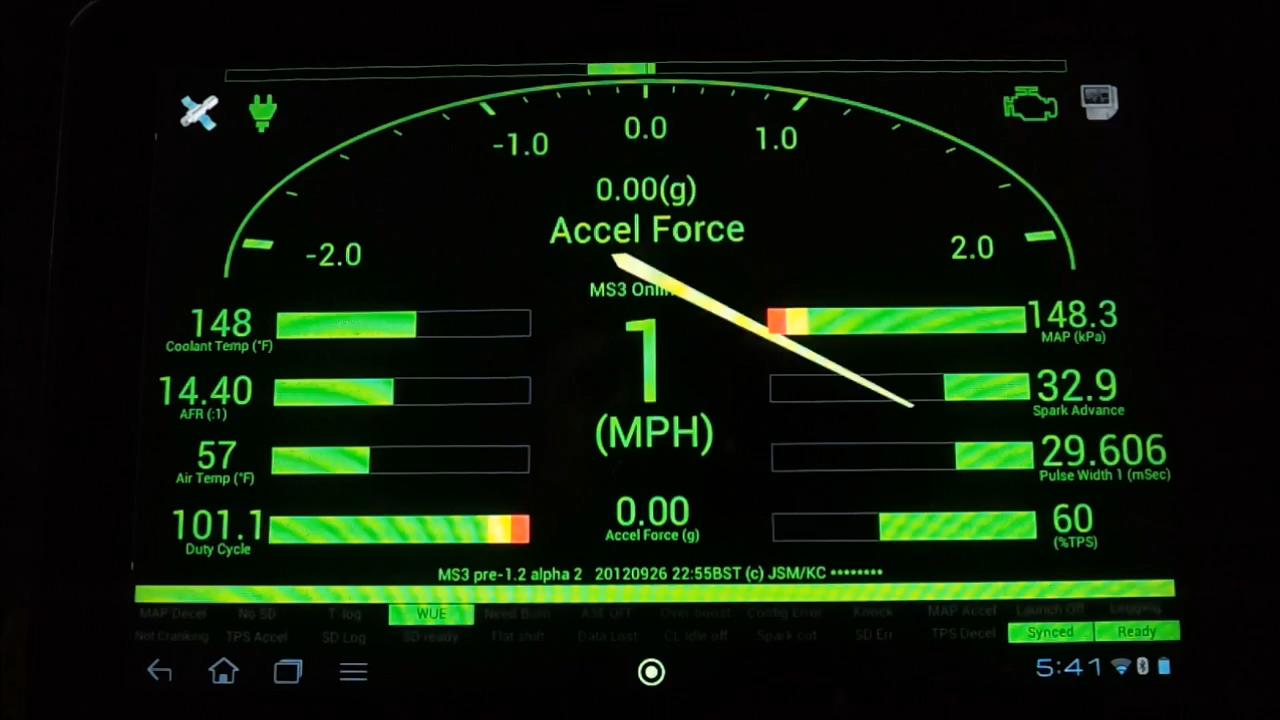 -2.0 -1.0 0.0 1.0 2.0
0.00(g)
Accel Force
MS3
148
Coolant Temp (°F)
14.40
AFR (:1)
57
Air Temp (°F)
101.1
Duty Cycle
1
(MPH)
0.00
Accel Force (g)
148.3
MAP (kPa)
32.9
Spark Advance
29.606
Pulse Width 1 (mSec)
60
(%TPS)
MS3 pre-1.2 alpha 2 20120926 22:55BST (c) JSM/KC ••••••••
MAP Decel No SD T-log WUE Need Burn ASE OFF Over boost Config Error Knock MAP Accel Launch Off Logging
Not Cranking TPS Accel SD Log SD ready Flat shift Data Lost CL Idle off Spark cut SD Err TPS Decel Synced Ready
5:41